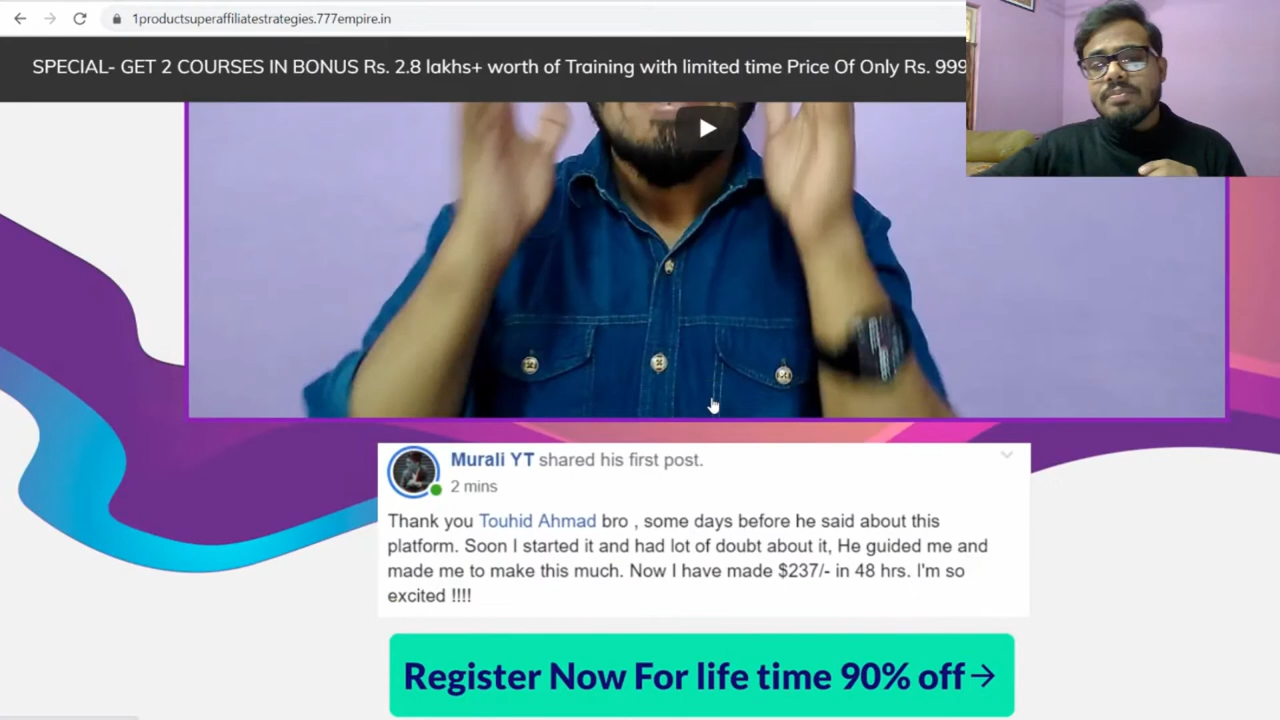 1productsuperaffiliatestrategies.777empire.in
SPECIAL- GET 2 COURSES IN BONUS Rs. 2.8 lakhs+ worth of Training with limited time Price Of Only Rs. 999
Murali YT shared his first post.
2 mins
Thank you Touhid Ahmad bro , some days before he said about this
platform. Soon I started it and had lot of doubt about it, He guided me and
made me to make this much. Now I have made $237/- in 48 hrs. I'm so
excited !!!!
Register Now For life time 90% off→